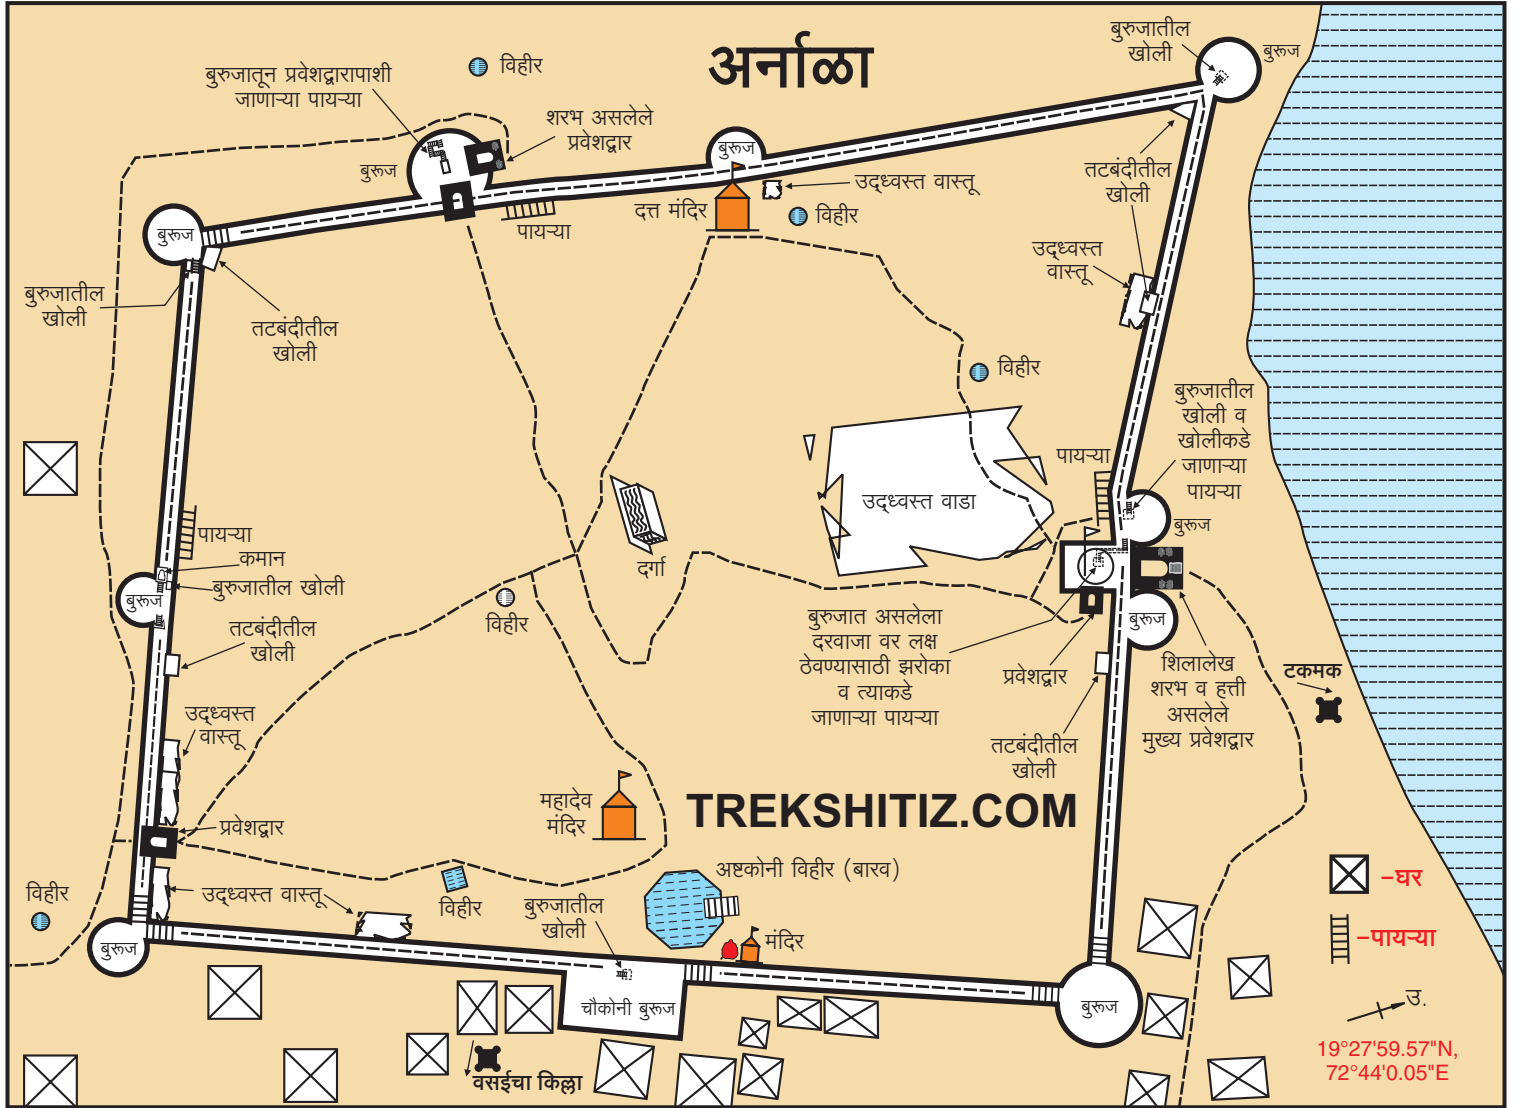 अर्नाळा
बुरुजातील
खोली
बुरूज
विहीर
बुरुजातून प्रवेशद्वारापाशी
जाणाऱ्या पायऱ्या
शरभ असलेले
प्रवेशद्वार
बुरूज
बुरूज
उद्ध्वस्त वास्तू
तटबंदीतील
खोली
दत्त मंदिर
विहीर
पायऱ्या
बुरूज
उद्ध्वस्त
वास्तू
बुरुजातील
खोली
तटबंदीतील
खोली
विहीर
बुरुजातील
खोली व
खोलीकडे
जाणाऱ्या
पायऱ्या
पायऱ्या
उद्ध्वस्त वाडा
बुरूज
पायऱ्या
कमान
दर्गा
बुरुजातील खोली
बुरूज
विहीर
तटबंदीतील
खोली
बुरुजात असलेला
दरवाजा वर लक्ष
ठेवण्यासाठी झरोका
व त्याकडे
जाणाऱ्या पायऱ्या
बुरूज
प्रवेशद्वार
शिलालेख
शरभ व हत्ती
असलेले
मुख्य प्रवेशद्वार
टकमक
उद्ध्वस्त
वास्तू
तटबंदीतील
खोली
महादेव
मंदिर
TREKSHITIZ.COM
प्रवेशद्वार
अष्टकोनी विहीर (बारव)
-घर
विहीर
उद्ध्वस्त वास्तू
विहीर
बुरुजातील
खोली
मंदिर
-पायऱ्या
बुरूज
चौकोनी बुरूज
बुरूज
उ.
वसईचा किल्ला
19°27'59.57"N,
72°44'0.05"E